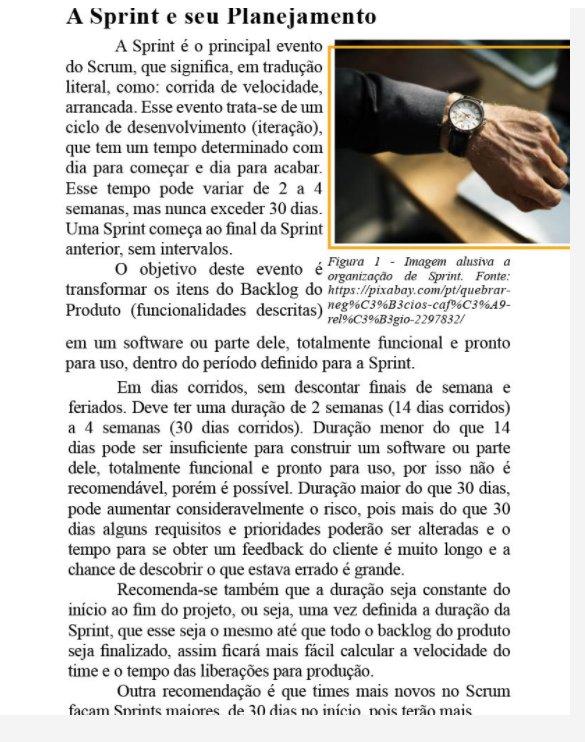 A Sprint e seu Planejamento
A Sprint é o principal evento
do Scrum, que significa, em tradução
literal, como: corrida de velocidade,
arrancada. Esse evento trata-se de um
ciclo de desenvolvimento (iteração),
que tem um tempo determinado com
dia para começar e dia para acabar.
Esse tempo pode variar de 2 a 4
semanas, mas nunca exceder 30 dias.
Uma Sprint começa ao final da Sprint
anterior, sem intervalos.
O objetivo deste evento é
transformar os itens do Backlog do
Produto (funcionalidades descritas)
Figura 1 - Imagem alusiva a
organização de Sprint. Fonte:
https://pixabay.com/pt/quebrar-
neg%C3%B3cios-caf%C3%A9-
rel%C3%B3gio-2297832/
em um software ou parte dele, totalmente funcional e pronto
para uso, dentro do período definido para a Sprint.
Em dias corridos, sem descontar finais de semana e
feriados. Deve ter uma duração de 2 semanas (14 dias corridos)
a 4 semanas (30 dias corridos). Duração menor do que 14
dias pode ser insuficiente para construir um software ou parte
dele, totalmente funcional e pronto para uso, por isso não é
recomendável, porém é possível. Duração maior do que 30 dias,
pode aumentar consideravelmente o risco, pois mais do que 30
dias alguns requisitos e prioridades poderão ser alteradas e o
tempo para se obter um feedback do cliente é muito longo e a
chance de descobrir o que estava errado é grande.
Recomenda-se também que a duração seja constante do
início ao fim do projeto, ou seja, uma vez definida a duração da
Sprint, que esse seja o mesmo até que todo o backlog do produto
seja finalizado, assim ficará mais fácil calcular a velocidade do
time e o tempo das liberações para produção.
Outra recomendação é que times mais novos no Scrum
façam Sprints maiores, de 30 dias no início, pois terão mais